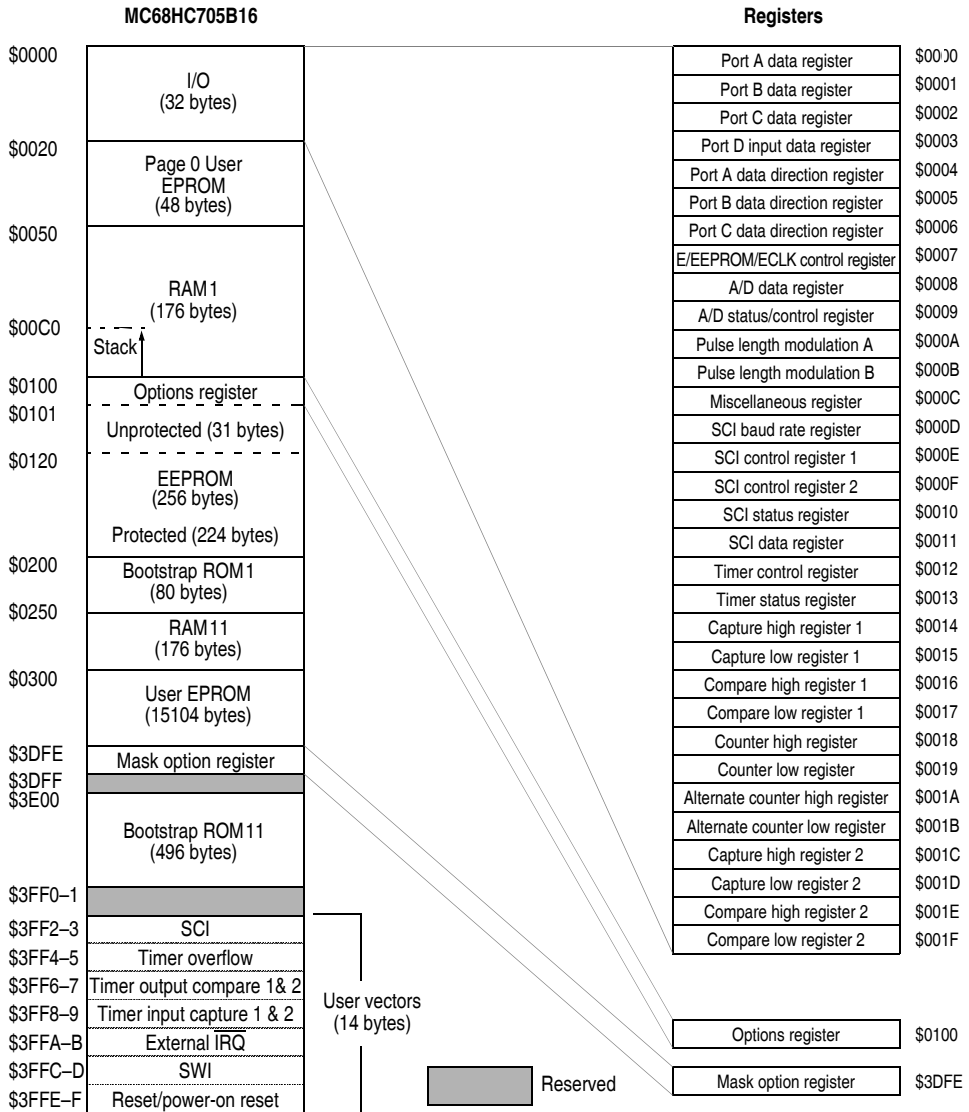 MC68HC705B16
Registers
$0000
I/O
(32 bytes)
$0020
Page 0 User
EPROM
(48 bytes)
$0050
RAM1
(176 bytes)
$00C0
Stack
$0100
Options register
$0101
Unprotected (31 bytes)
$0120
EEPROM
(256 bytes)
Protected (224 bytes)
$0200
Bootstrap ROM1
(80 bytes)
$0250
RAM11
(176 bytes)
$0300
User EPROM
(15104 bytes)
$3DFE
Mask option register
$3DFF
$3E00
Bootstrap ROM11
(496 bytes)
$3FF0–1
$3FF2–3 SCI
$3FF4–5 Timer overflow
$3FF6–7 Timer output compare 1& 2
$3FF8–9 Timer input capture 1 & 2
$3FFA–B External IRQ
$3FFC–D SWI
$3FFE–F Reset/power-on reset
User vectors
(14 bytes)
Reserved
Port A data register $0000
Port B data register $0001
Port C data register $0002
Port D input data register $0003
Port A data direction register $0004
Port B data direction register $0005
Port C data direction register $0006
E/EEPROM/ECLK control register $0007
A/D data register $0008
A/D status/control register $0009
Pulse length modulation A $000A
Pulse length modulation B $000B
Miscellaneous register $000C
SCI baud rate register $000D
SCI control register 1 $000E
SCI control register 2 $000F
SCI status register $0010
SCI data register $0011
Timer control register $0012
Timer status register $0013
Capture high register 1 $0014
Capture low register 1 $0015
Compare high register 1 $0016
Compare low register 1 $0017
Counter high register $0018
Counter low register $0019
Alternate counter high register $001A
Alternate counter low register $001B
Capture high register 2 $001C
Capture low register 2 $001D
Compare high register 2 $001E
Compare low register 2 $001F
Options register $0100
Mask option register $3DFE